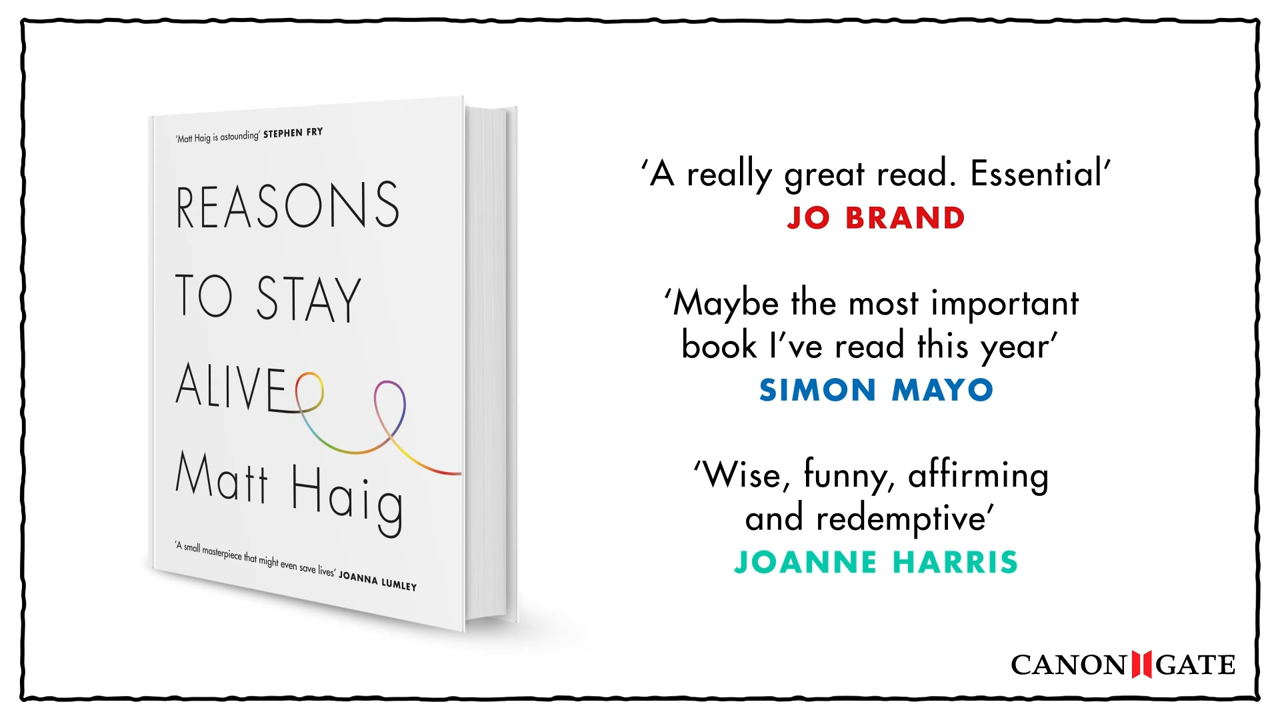 ‘Matt Haig is astounding’ STEPHEN FRY
REASONS
TO STAY
ALIVE
Matt Haig
‘A small masterpiece that might even save lives’ JOANNA LUMLEY
‘A really great read. Essential’
JO BRAND
‘Maybe the most important
book I’ve read this year’
SIMON MAYO
‘Wise, funny, affirming
and redemptive’
JOANNE HARRIS
CANONGATE